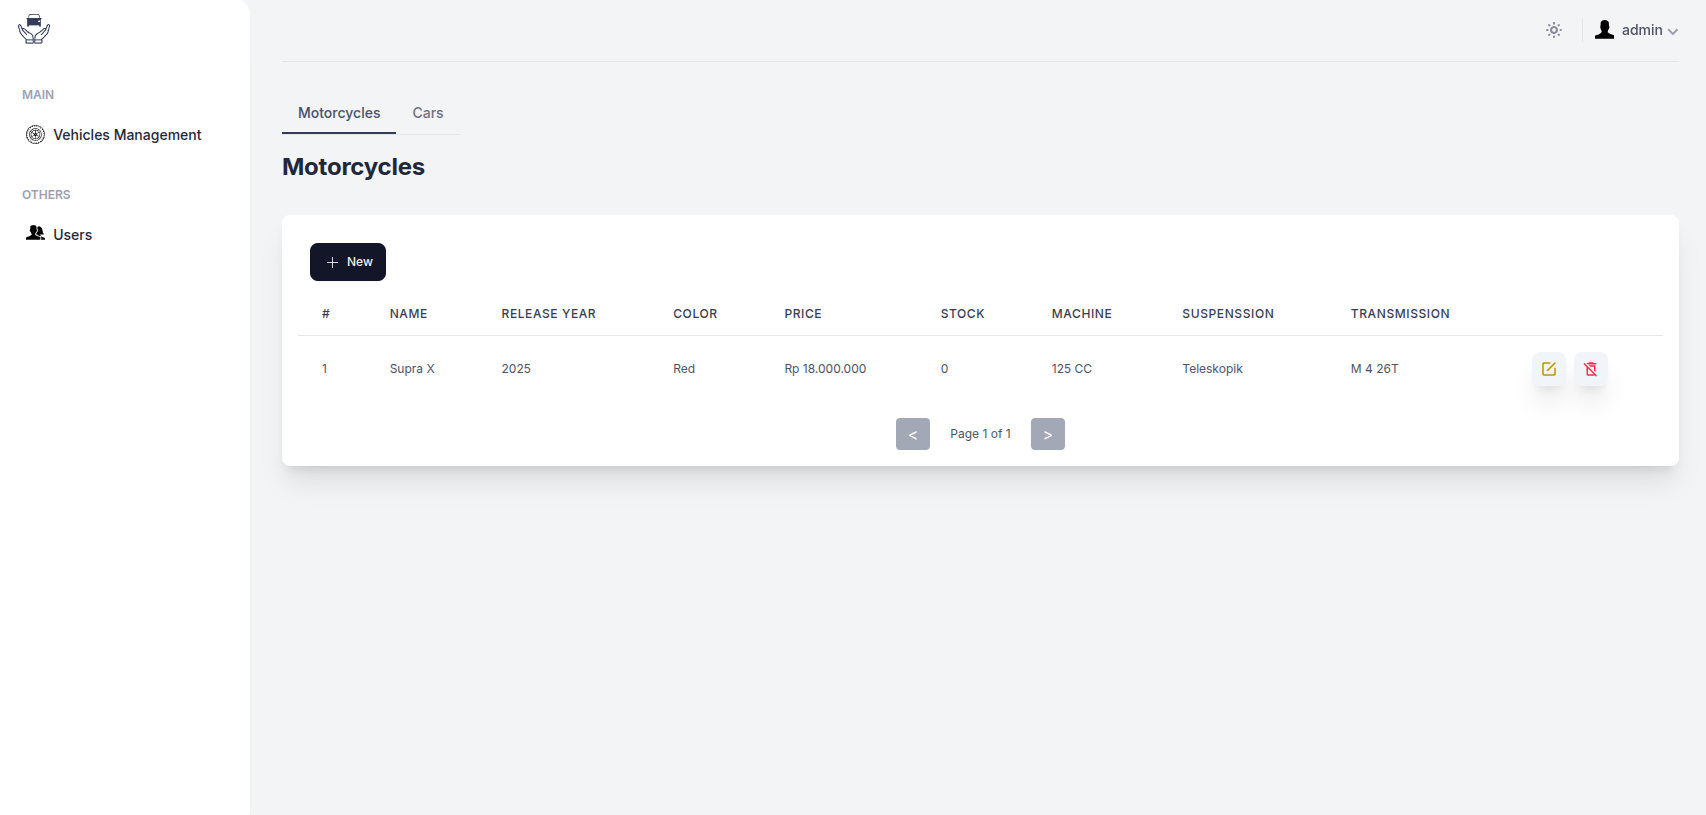 admin
MAIN
Vehicles Management
OTHERS
Users
Motorcycles Cars
Motorcycles
+ New
# NAME RELEASE YEAR COLOR PRICE STOCK MACHINE SUSPENSSION TRANSMISSION
1 Supra X 2025 Red Rp 18.000.000 0 125 CC Teleskopik M 4 26T
< Page 1 of 1 >